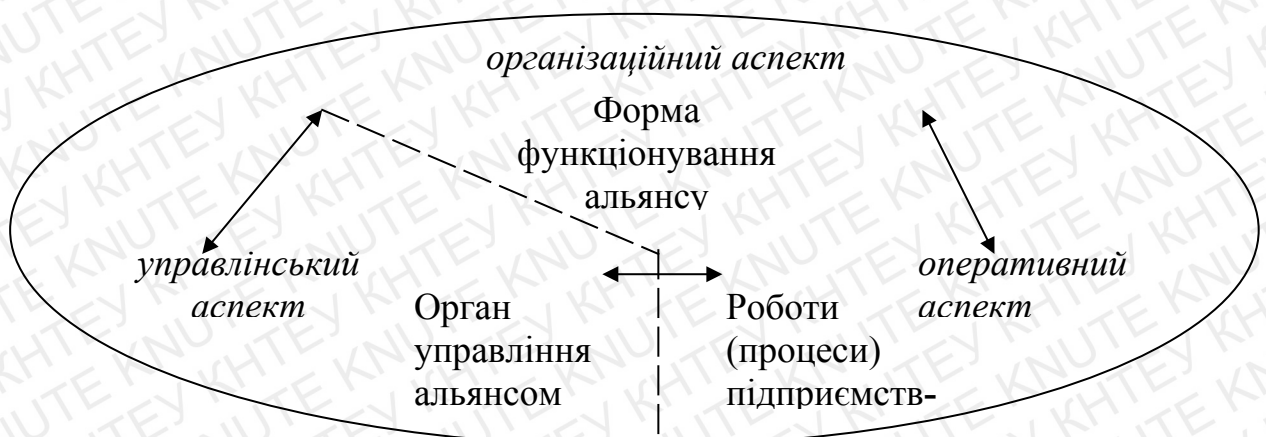 організаційний аспект
Форма
функціонування
альянсу
управлінський
аспект
оперативний
аспект
Орган
управління
альянсом
Роботи
(процеси)
підприємств-